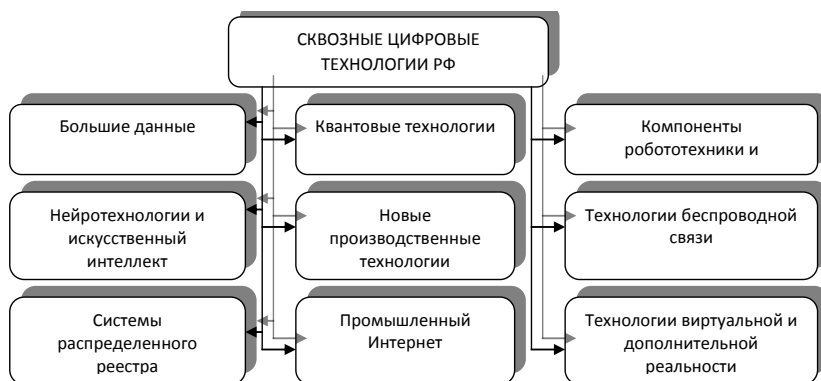 СКВОЗНЫЕ ЦИФРОВЫЕ
ТЕХНОЛОГИИ РФ
Большие данные
Квантовые технологии
Компоненты
робототехники и
Нейротехнологии и
искусственный
интеллект
Новые
производственные
технологии
Технологии беспроводной
связи
Системы
распределенного
реестра
Промышленный
Интернет
Технологии виртуальной и
дополнительной
реальности